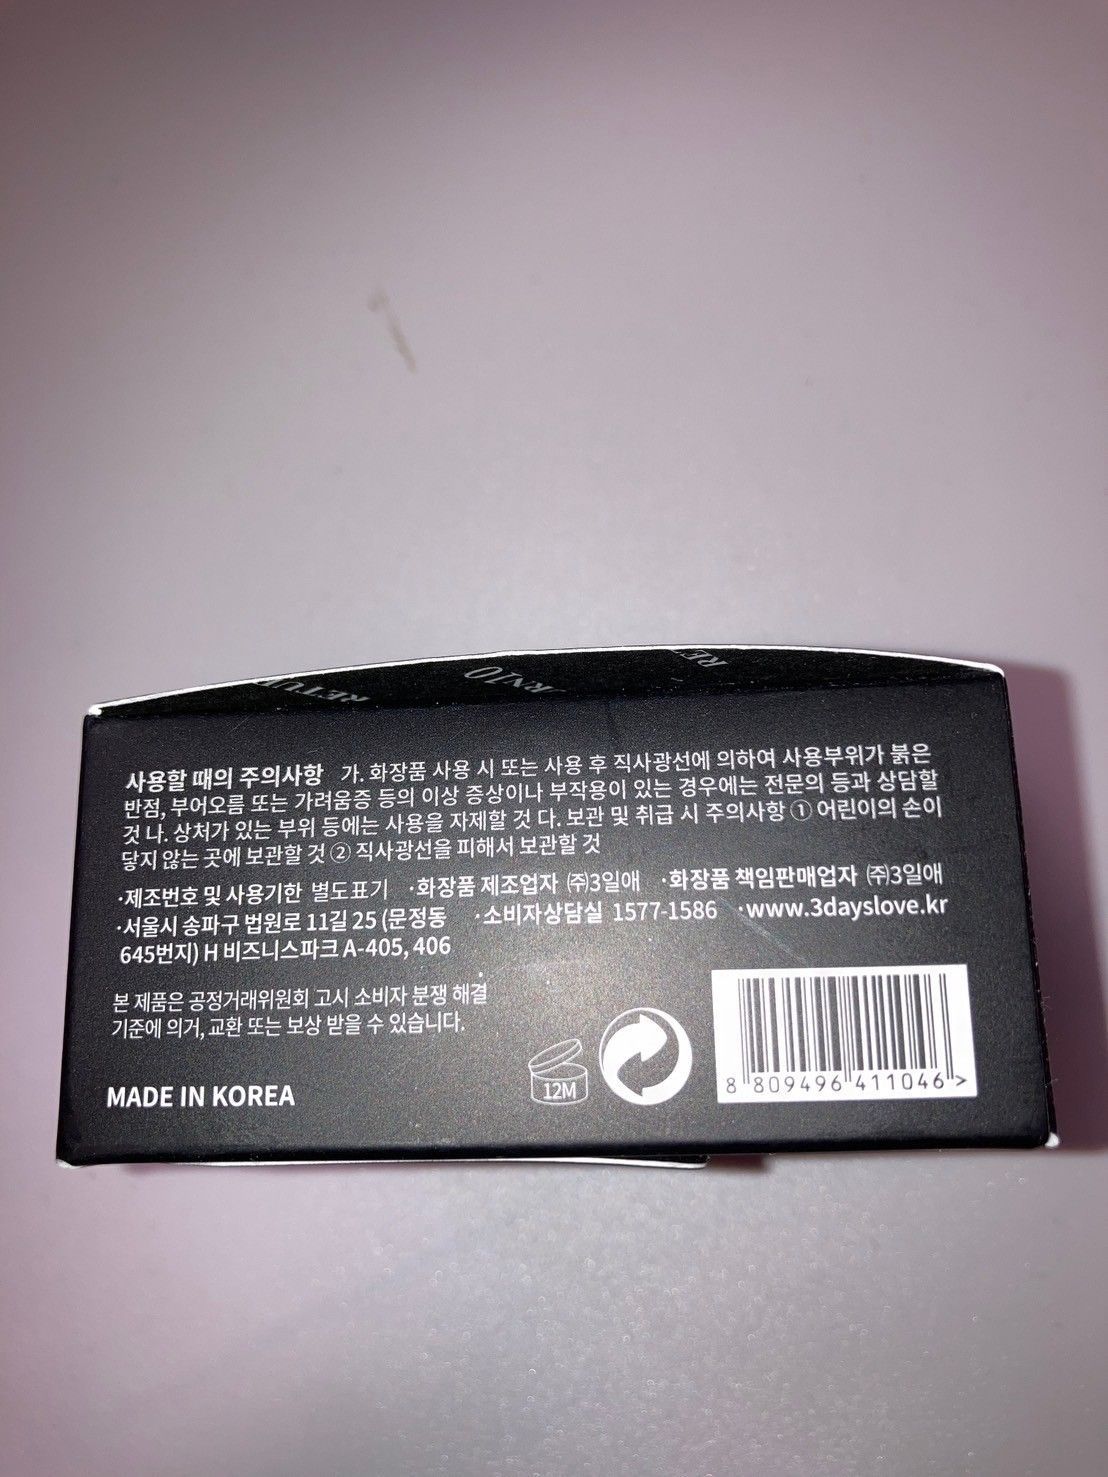 RETUR
RN10
RET
사용할 때의 주의사항 가. 화장품 사용 시 또는 사용 후 직사광선에 의하여 사용부위가 붉은
반점, 부어오름 또는 가려움증 등의 이상 증상이나 부작용이 있는 경우에는 전문의 등과 상담할
것 나. 상처가 있는 부위 등에는 사용을 자제할 것 다. 보관 및 취급 시 주의사항 ① 어린이의 손이
닿지 않는 곳에 보관할 것 ② 직사광선을 피해서 보관할 것
·제조번호 및 사용기한 별도표기 ·화장품 제조업자 ㈜3일애 ·화장품 책임판매업자 ㈜3일애
·서울시 송파구 법원로 11길 25 (문정동 ·소비자상담실 1577-1586 ·www.3dayslove.kr
645번지) H 비즈니스파크 A-405, 406
본 제품은 공정거래위원회 고시 소비자 분쟁 해결
기준에 의거, 교환 또는 보상 받을 수 있습니다.
MADE IN KOREA
12M
8 809496 411046 >